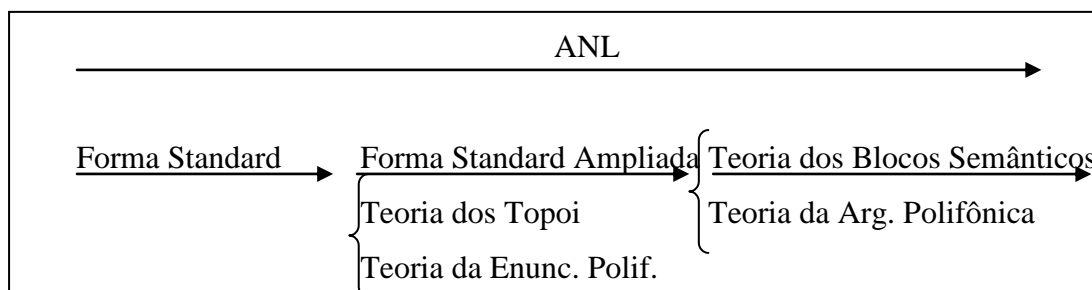 ANL
Forma Standard Forma Standard Ampliada Teoria dos Blocos Semânticos
Teoria dos Topoi Teoria da Arg. Polifônica
Teoria da Enunc. Polif.